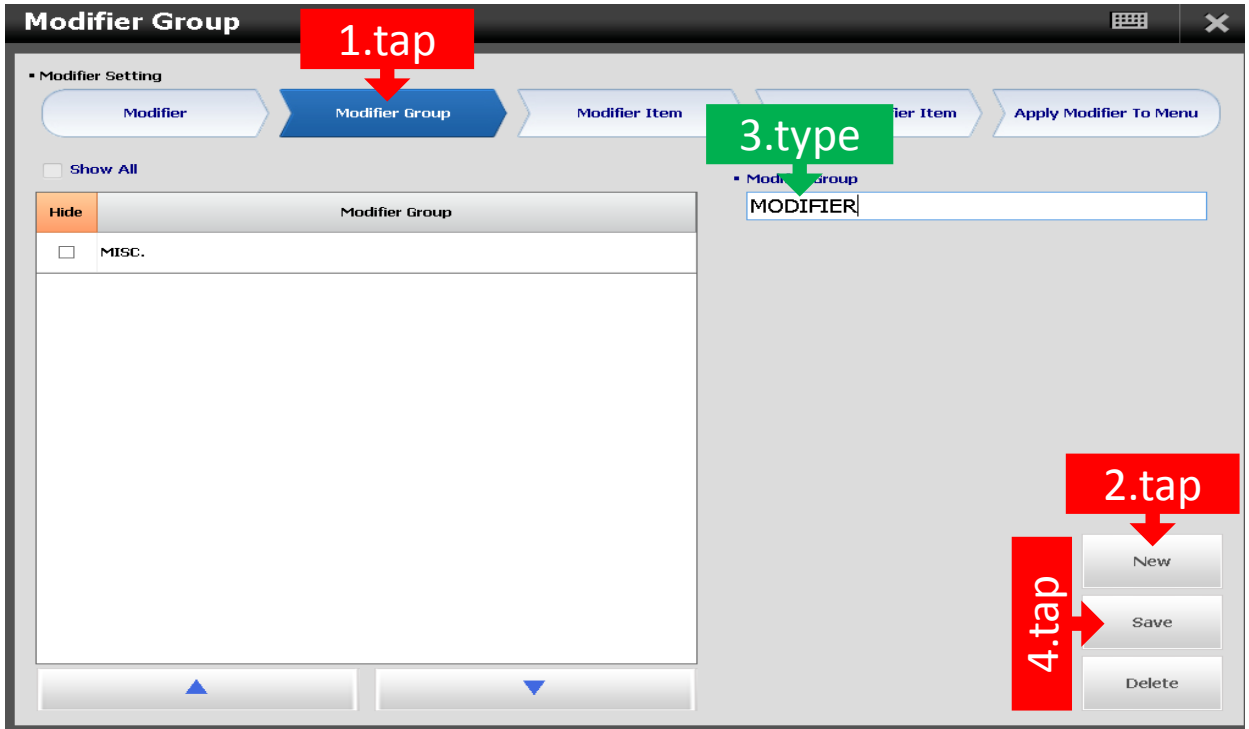 Modifier Group
1.tap
▪ Modifier Setting
Modifier
Modifier Group
Modifier Item
ier Item
Apply Modifier To Menu
3.type
Show All
▪ Modi roup
MODIFIER
Hide
Modifier Group
MISC.
2.tap
New
4.tap
Save
Delete